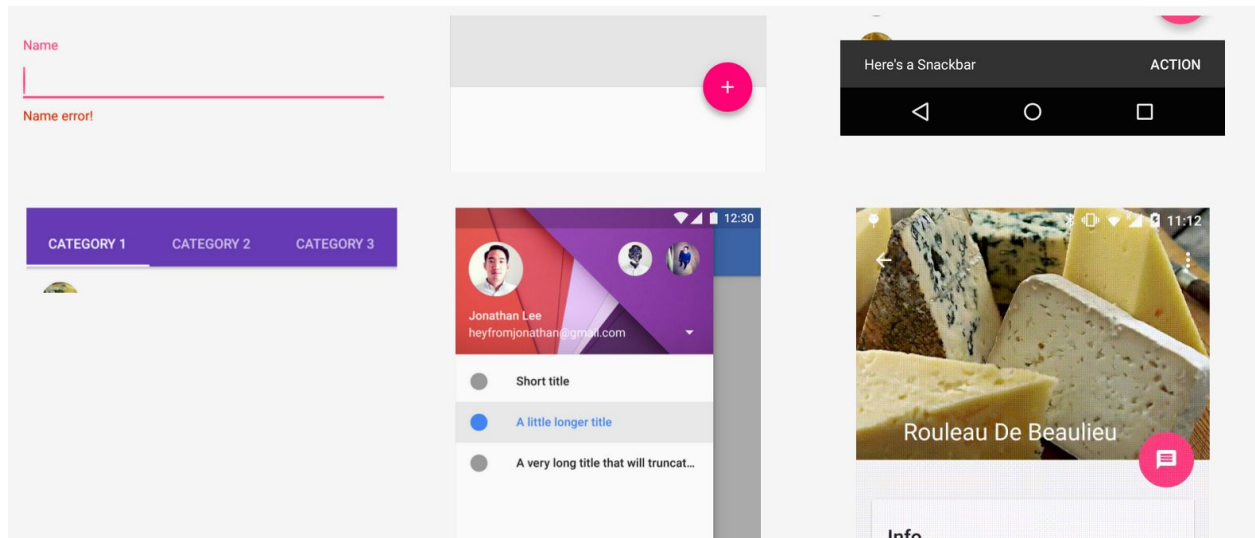 Name
Name error!
+
Here's a Snackbar
ACTION
CATEGORY 1
CATEGORY 2
CATEGORY 3
12:30
Jonathan Lee
heyfromjonathan@gmail.com
Short title
A little longer title
A very long title that will truncat...
11:12
Rouleau De Beaulieu
Info